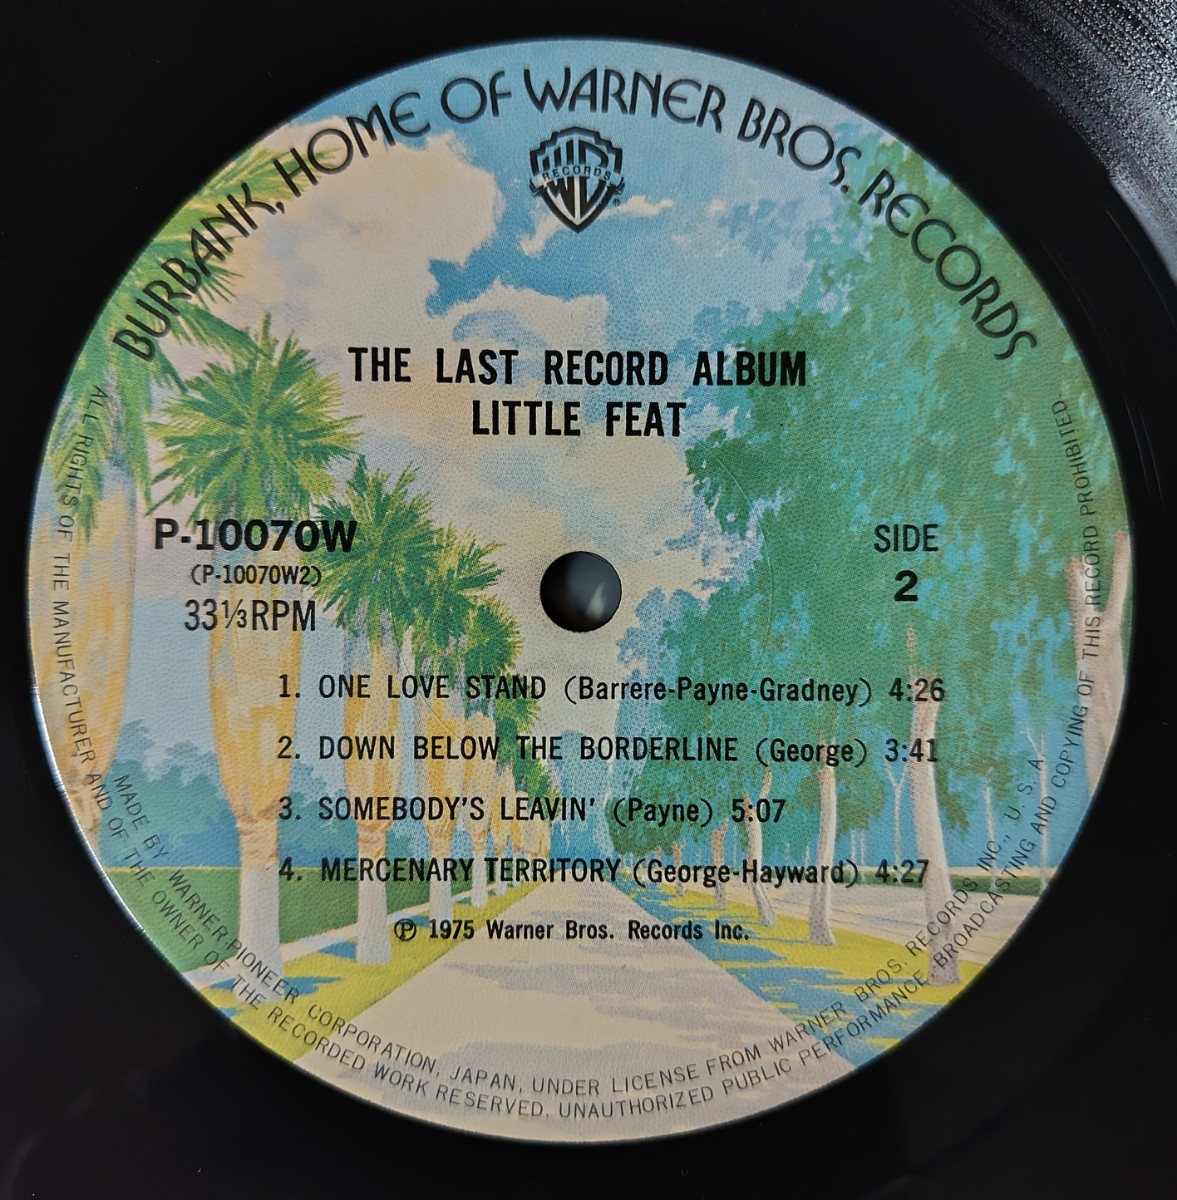 BURBANK, HOME OF WARNER BROS. RECORDS
WB
RECORDS
®
THE LAST RECORD ALBUM
LITTLE FEAT
P-10070W
(P-10070W2)
33 1/3 RPM
SIDE
2
1. ONE LOVE STAND (Barrere-Payne-Gradney) 4:26
2. DOWN BELOW THE BORDERLINE (George) 3:41
3. SOMEBODY'S LEAVIN' (Payne) 5:07
4. MERCENARY TERRITORY (George-Hayward) 4:27
℗ 1975 Warner Bros. Records Inc.
MADE BY WARNER-PIONEER CORPORATION, JAPAN, UNDER LICENSE FROM WARNER BROS. RECORDS INC., U. S. A.
ALL RIGHTS OF THE MANUFACTURER AND OF THE OWNER OF THE RECORDED WORK RESERVED. UNAUTHORIZED PUBLIC PERFORMANCE, BROADCASTING AND COPYING OF THIS RECORD PROHIBITED